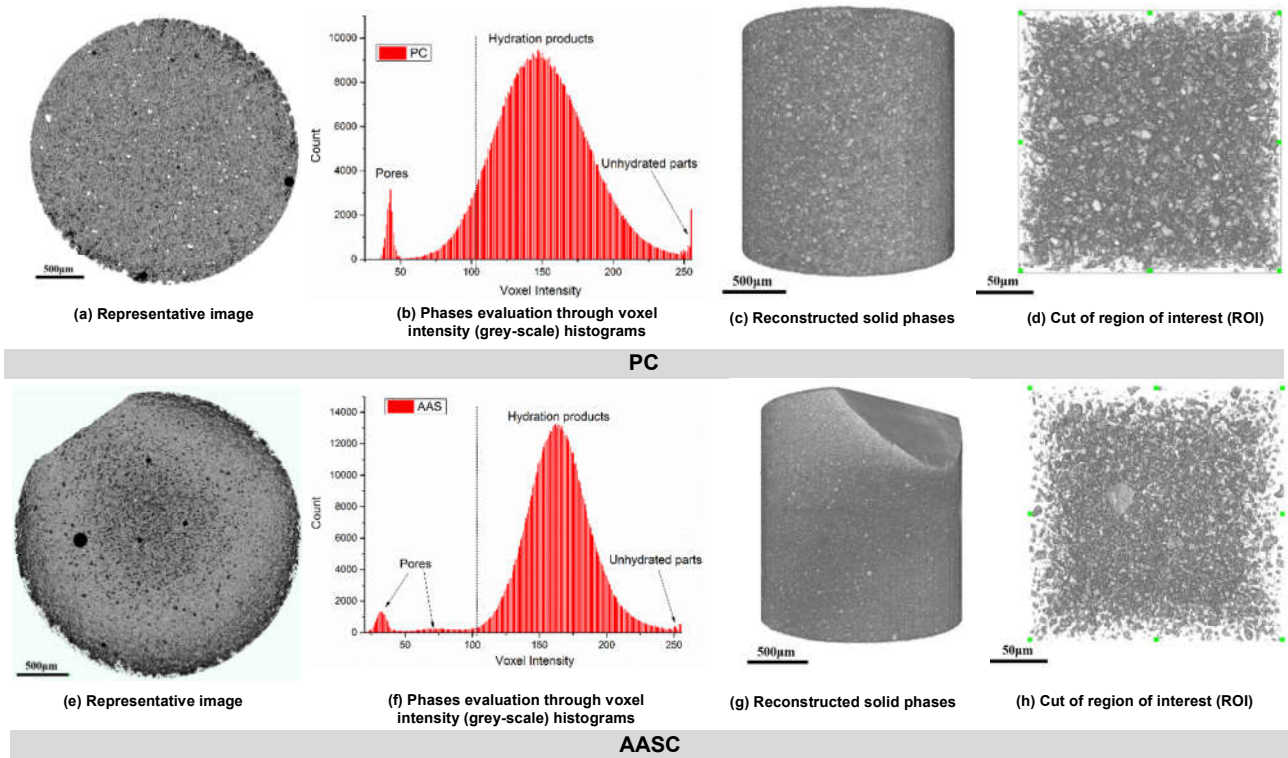 10000
8000
6000
4000
2000
0
Count
PC
Hydration products
Pores
Unhydrated parts
50
100
150
200
250
Voxel Intensity
500μm
500μm
50μm
(a) Representative image
(b) Phases evaluation through voxel
intensity (grey-scale) histograms
(c) Reconstructed solid phases
(d) Cut of region of interest (ROI)
PC
14000
12000
10000
8000
6000
4000
2000
0
Count
AAS
Hydration products
Pores
Unhydrated parts
50
100
150
200
250
Voxel Intensity
500μm
500μm
50μm
(e) Representative image
(f) Phases evaluation through voxel
intensity (grey-scale) histograms
(g) Reconstructed solid phases
(h) Cut of region of interest (ROI)
AASC